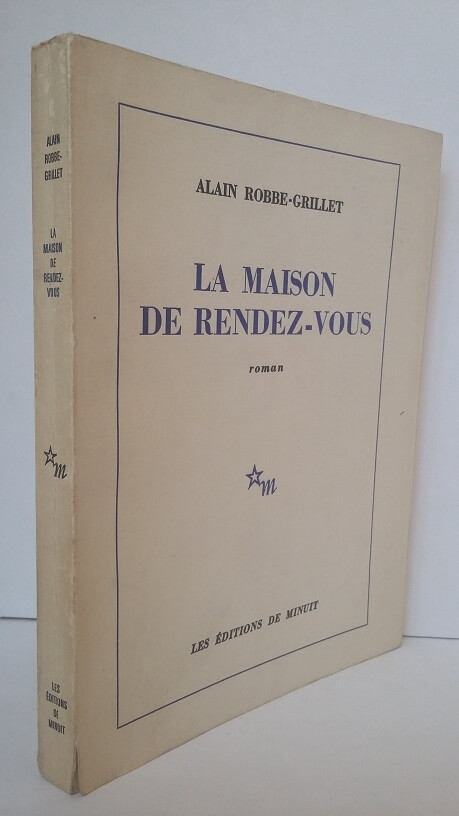 ALAIN
ROBBE-
GRILLET
LA
MAISON
DE
RENDEZ-
VOUS
m
LES
ÉDITIONS
DE
MINUIT
ALAIN ROBBE-GRILLET
LA MAISON
DE RENDEZ-VOUS
roman
m
LES ÉDITIONS DE MINUIT